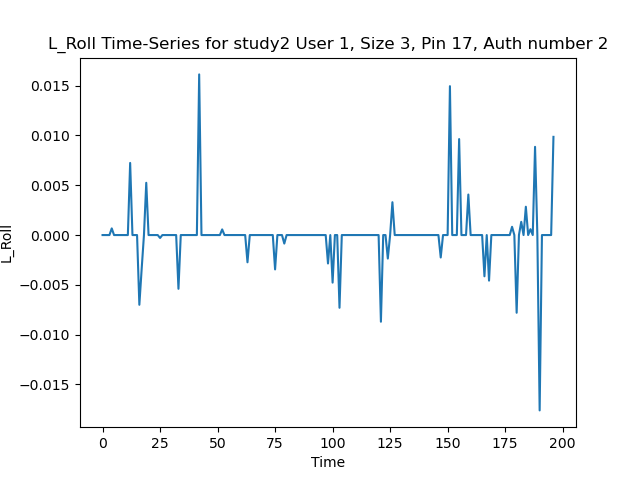 L_Roll Time-Series for study2 User 1, Size 3, Pin 17, Auth number 2
0.015
0.010
0.005
0.000
−0.005
−0.010
−0.015
L_Roll
0 25 50 75 100 125 150 175 200
Time